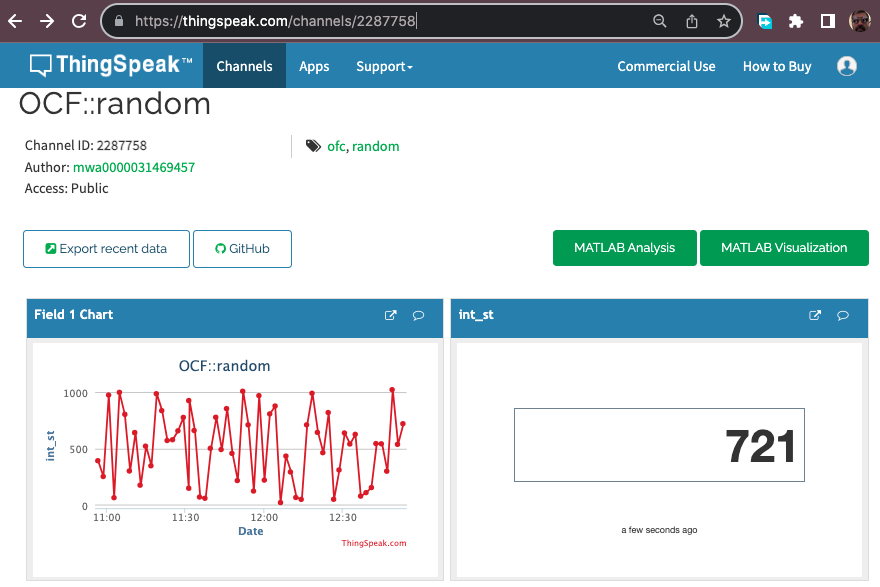 https://thingspeak.com/channels/2287758
ThingSpeak™ Channels Apps Support Commercial Use How to Buy
OCF::random
Channel ID: 2287758
Author: mwa0000031469457
Access: Public
ofc, random
Export recent data GitHub MATLAB Analysis MATLAB Visualization
Field 1 Chart
OCF::random
int_st
1000
500
0
11:00 11:30 12:00 12:30
Date
ThingSpeak.com
int_st
721
a few seconds ago